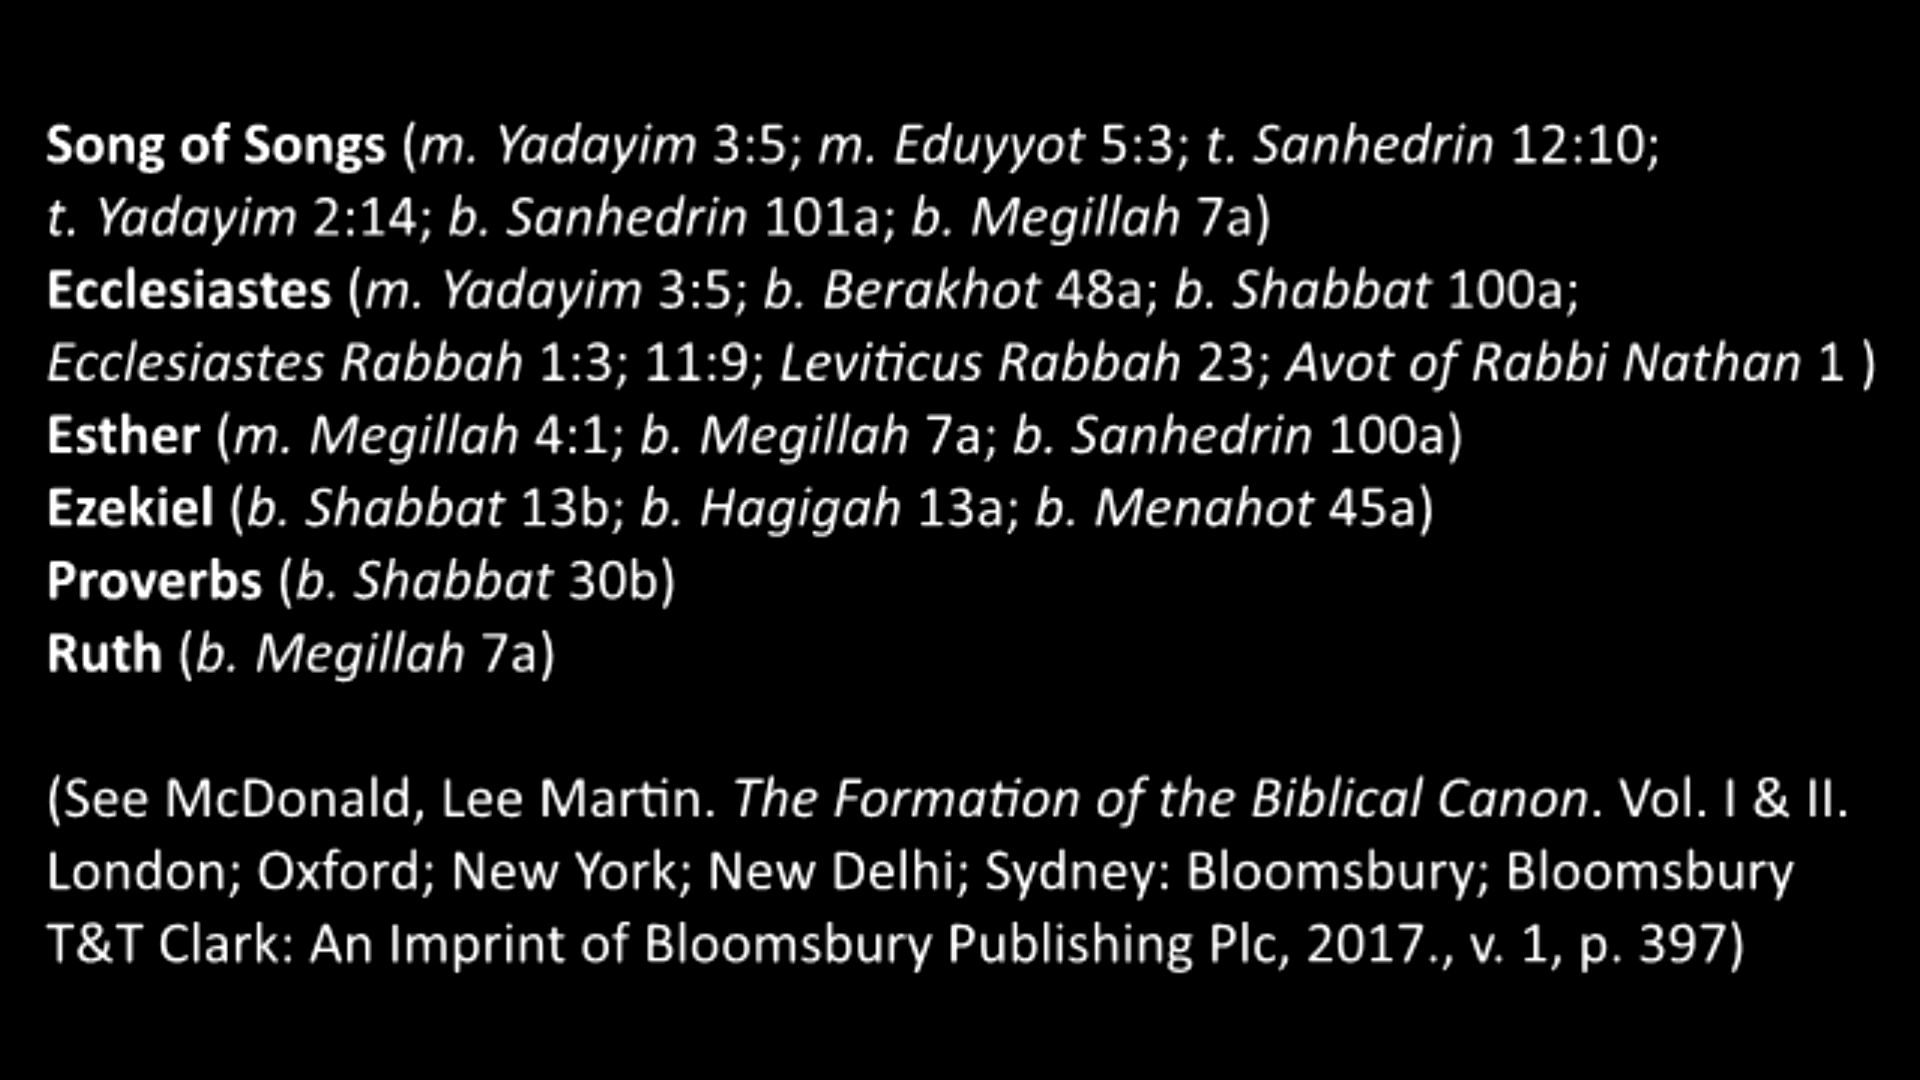 Song of Songs (m. Yadayim 3:5; m. Eduyyot 5:3; t. Sanhedrin 12:10;
t. Yadayim 2:14; b. Sanhedrin 101a; b. Megillah 7a)
Ecclesiastes (m. Yadayim 3:5; b. Berakhot 48a; b. Shabbat 100a;
Ecclesiastes Rabbah 1:3; 11:9; Leviticus Rabbah 23; Avot of Rabbi Nathan 1 )
Esther (m. Megillah 4:1; b. Megillah 7a; b. Sanhedrin 100a)
Ezekiel (b. Shabbat 13b; b. Hagigah 13a; b. Menahot 45a)
Proverbs (b. Shabbat 30b)
Ruth (b. Megillah 7a)
(See McDonald, Lee Martin. The Formation of the Biblical Canon. Vol. I & II.
London; Oxford; New York; New Delhi; Sydney: Bloomsbury; Bloomsbury
T&T Clark: An Imprint of Bloomsbury Publishing Plc, 2017., v. 1, p. 397)